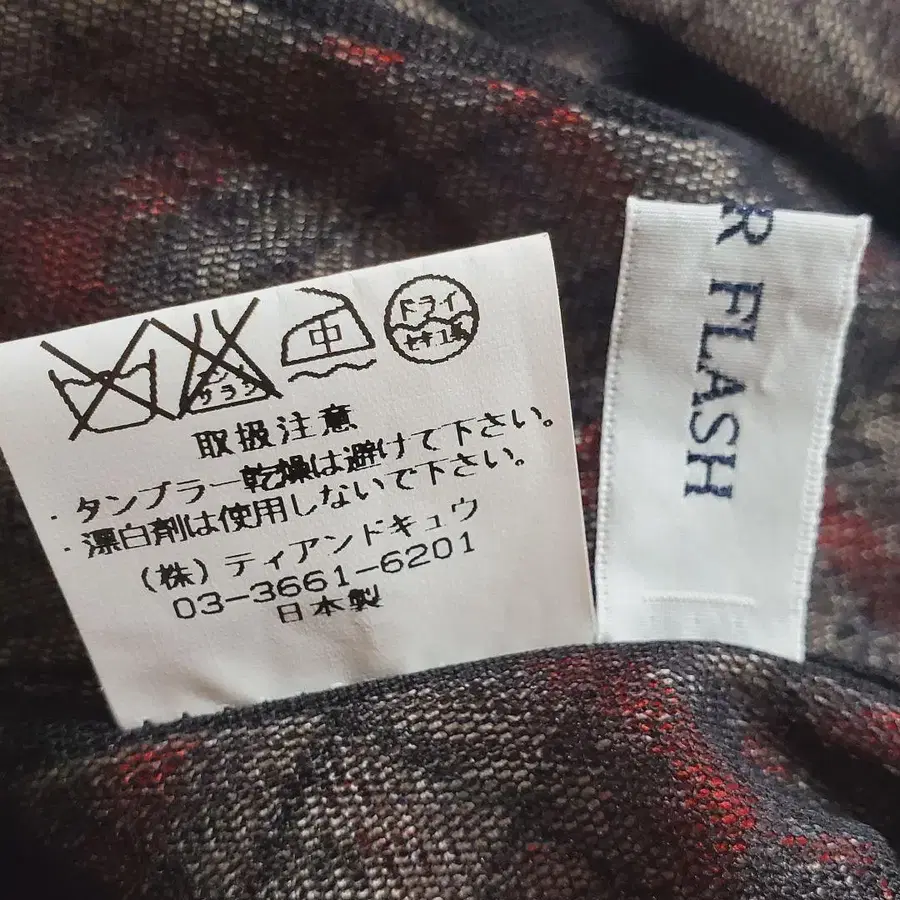 エンソ
サラシ
中
ドライ
セキユ系
取扱注意
・タンブラー乾燥は避けて下さい。
・漂白剤は使用しないで下さい。
(株)ティアンドキュウ
03-3661-6201
日本製
R FLASH